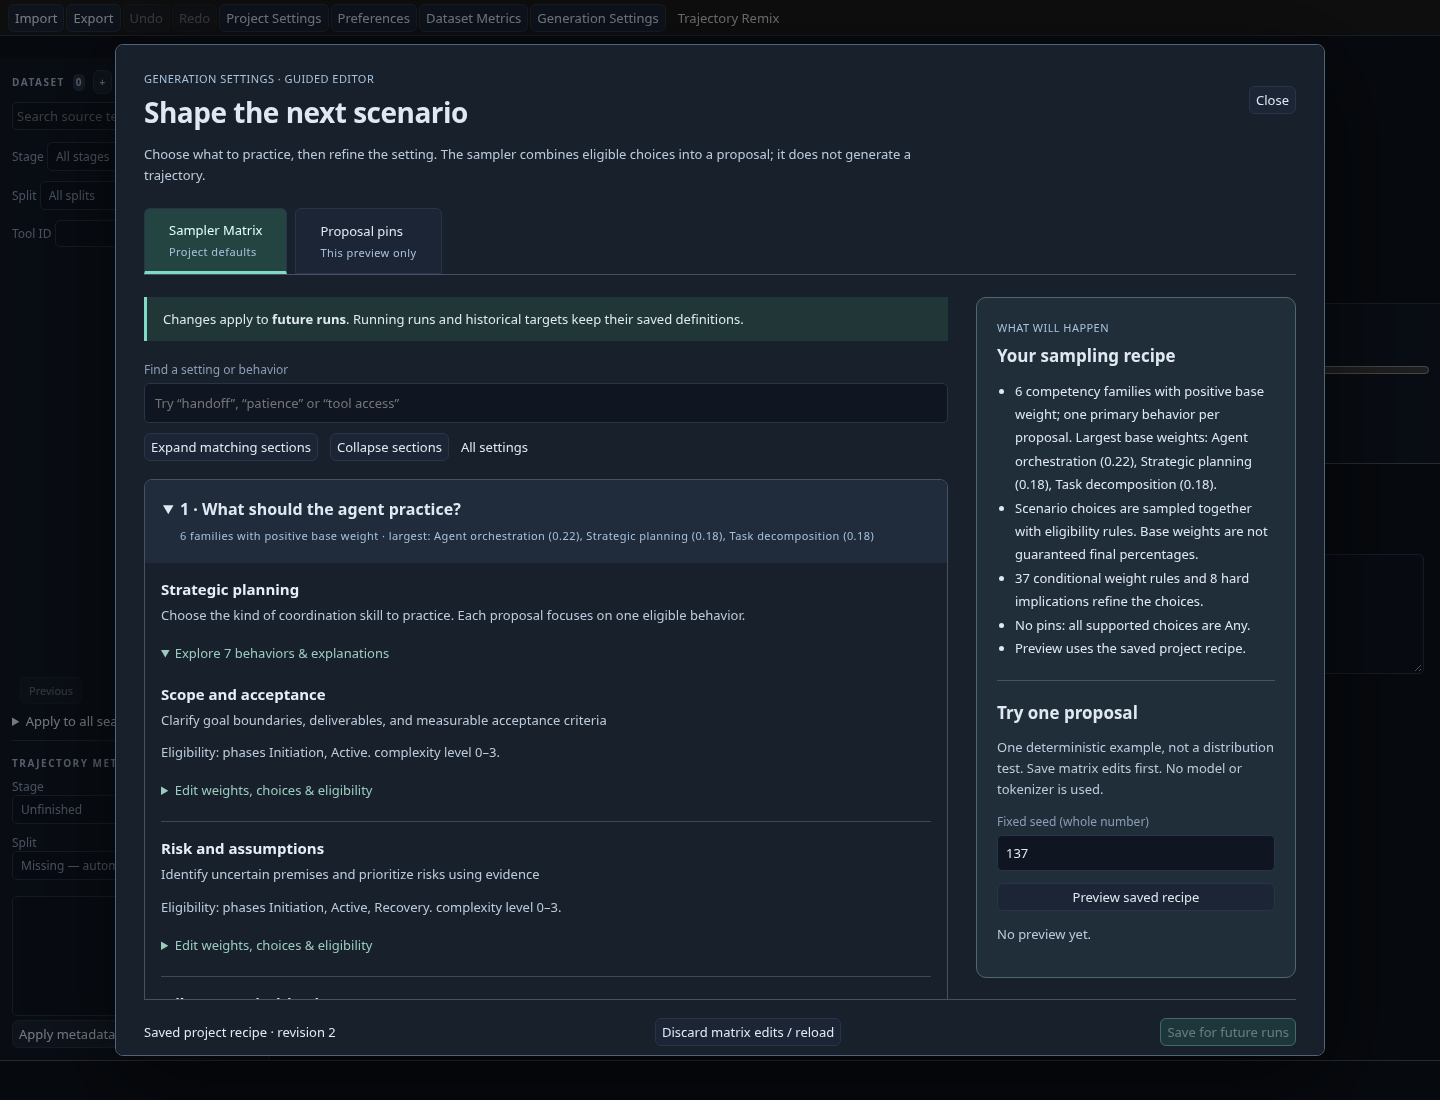 Import Export Undo Redo Project Settings Preferences Dataset Metrics Generation Settings Trajectory Remix
DATASET 0 +
Search source te
Stage All stages
Split All splits
Tool ID
Previous
Apply to all sea
TRAJECTORY MET
Stage
Unfinished
Split
Missing — autom
Apply metadata
GENERATION SETTINGS · GUIDED EDITOR
Shape the next scenario
Close
Choose what to practice, then refine the setting. The sampler combines eligible choices into a proposal; it does not generate a
trajectory.
Sampler Matrix
Project defaults
Proposal pins
This preview only
Changes apply to future runs. Running runs and historical targets keep their saved definitions.
Find a setting or behavior
Try “handoff”, “patience” or “tool access”
Expand matching sections Collapse sections All settings
1 · What should the agent practice?
6 families with positive base weight · largest: Agent orchestration (0.22), Strategic planning (0.18), Task decomposition (0.18)
Strategic planning
Choose the kind of coordination skill to practice. Each proposal focuses on one eligible behavior.
Explore 7 behaviors & explanations
Scope and acceptance
Clarify goal boundaries, deliverables, and measurable acceptance criteria
Eligibility: phases Initiation, Active. complexity level 0–3.
Edit weights, choices & eligibility
Risk and assumptions
Identify uncertain premises and prioritize risks using evidence
Eligibility: phases Initiation, Active, Recovery. complexity level 0–3.
Edit weights, choices & eligibility
WHAT WILL HAPPEN
Your sampling recipe
• 6 competency families with positive base
weight; one primary behavior per
proposal. Largest base weights: Agent
orchestration (0.22), Strategic planning
(0.18), Task decomposition (0.18).
• Scenario choices are sampled together
with eligibility rules. Base weights are not
guaranteed final percentages.
• 37 conditional weight rules and 8 hard
implications refine the choices.
• No pins: all supported choices are Any.
• Preview uses the saved project recipe.
Try one proposal
One deterministic example, not a distribution
test. Save matrix edits first. No model or
tokenizer is used.
Fixed seed (whole number)
137
Preview saved recipe
No preview yet.
Saved project recipe · revision 2
Discard matrix edits / reload
Save for future runs